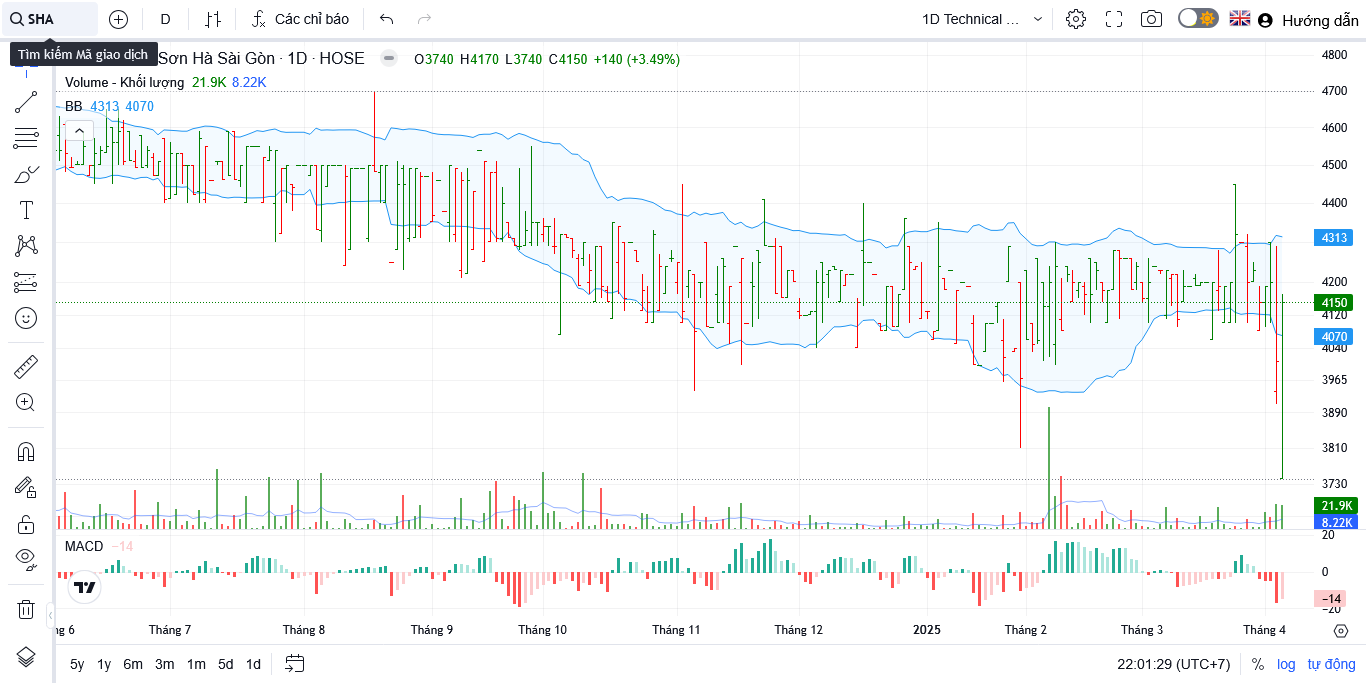 SHA D Các chỉ báo 1D Technical ... Hướng dẫn
Tìm kiếm Mã giao dịch
Sơn Hà Sài Gòn · 1D · HOSE O3740 H4170 L3740 C4150 +140 (+3.49%)
Volume - Khối lượng 21.9K 8.22K
BB 4313 4070
4800
4700
4600
4500
4400
4313
4200
4150
4120
4070
4040
3965
3890
3810
3730
21.9K
8.22K
MACD −14
20
0
−14
−20
ng 6 Tháng 7 Tháng 8 Tháng 9 Tháng 10 Tháng 11 Tháng 12 2025 Tháng 2 Tháng 3 Tháng 4
5y 1y 6m 3m 1m 5d 1d 22:01:29 (UTC+7) % log tự động